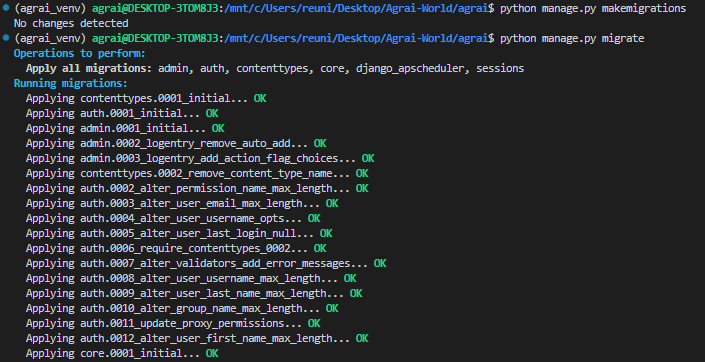 (agrai_venv) agrai@DESKTOP-3TOM8J3:/mnt/c/Users/reuni/Desktop/Agrai-World/agrai$ python manage.py makemigrations
No changes detected
(agrai_venv) agrai@DESKTOP-3TOM8J3:/mnt/c/Users/reuni/Desktop/Agrai-World/agrai$ python manage.py migrate
Operations to perform:
  Apply all migrations: admin, auth, contenttypes, core, django_apscheduler, sessions
Running migrations:
  Applying contenttypes.0001_initial... OK
  Applying auth.0001_initial... OK
  Applying admin.0001_initial... OK
  Applying admin.0002_logentry_remove_auto_add... OK
  Applying admin.0003_logentry_add_action_flag_choices... OK
  Applying contenttypes.0002_remove_content_type_name... OK
  Applying auth.0002_alter_permission_name_max_length... OK
  Applying auth.0003_alter_user_email_max_length... OK
  Applying auth.0004_alter_user_username_opts... OK
  Applying auth.0005_alter_user_last_login_null... OK
  Applying auth.0006_require_contenttypes_0002... OK
  Applying auth.0007_alter_validators_add_error_messages... OK
  Applying auth.0008_alter_user_username_max_length... OK
  Applying auth.0009_alter_user_last_name_max_length... OK
  Applying auth.0010_alter_group_name_max_length... OK
  Applying auth.0011_update_proxy_permissions... OK
  Applying auth.0012_alter_user_first_name_max_length... OK
  Applying core.0001_initial... OK